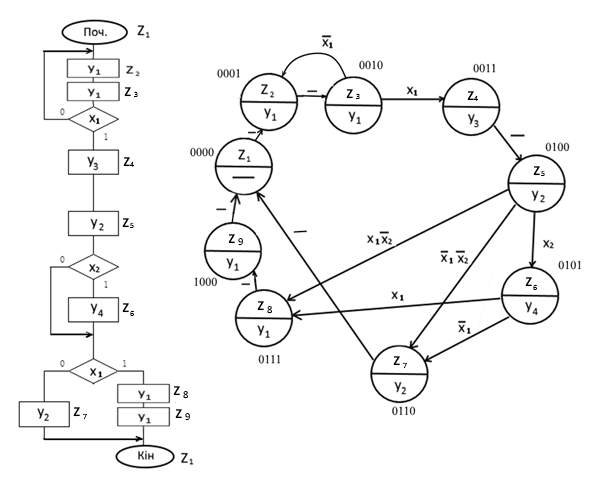 Поч. Z₁
y₁ Z₂
y₁ Z₃
0 x₁
1
y₃ Z₄
y₂ Z₅
0 x₂
1
y₄ Z₆
0 x₁ 1
y₁ Z₈
y₂ Z₇ y₁ Z₉
Кін Z₁
x̅₁
0001 0010 0011
Z₂ — Z₃ x₁ Z₄
y₁ y₁ y₃
— —
0000 0100
Z₁ Z₅
— y₂
— — x₁x̅₂ x̅₁x̅₂ x₂
Z₉ 0101
y₁ Z₆
1000 — x₁ y₄
Z₈ x̅₁
y₁
0111 Z₇
y₂
0110